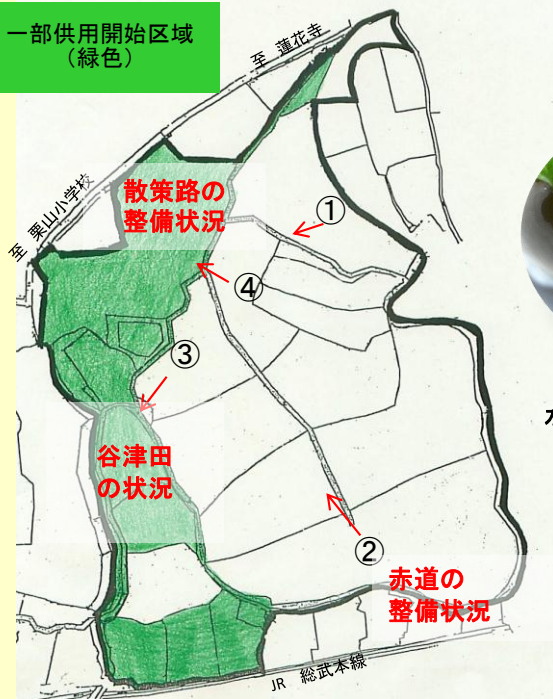 一部供用開始区域
（緑色）
至 蓮花寺
至 栗山小学校
散策路の
整備状況
①
④
③
谷津田
の状況
②
赤道の
整備状況
JR 総武本線